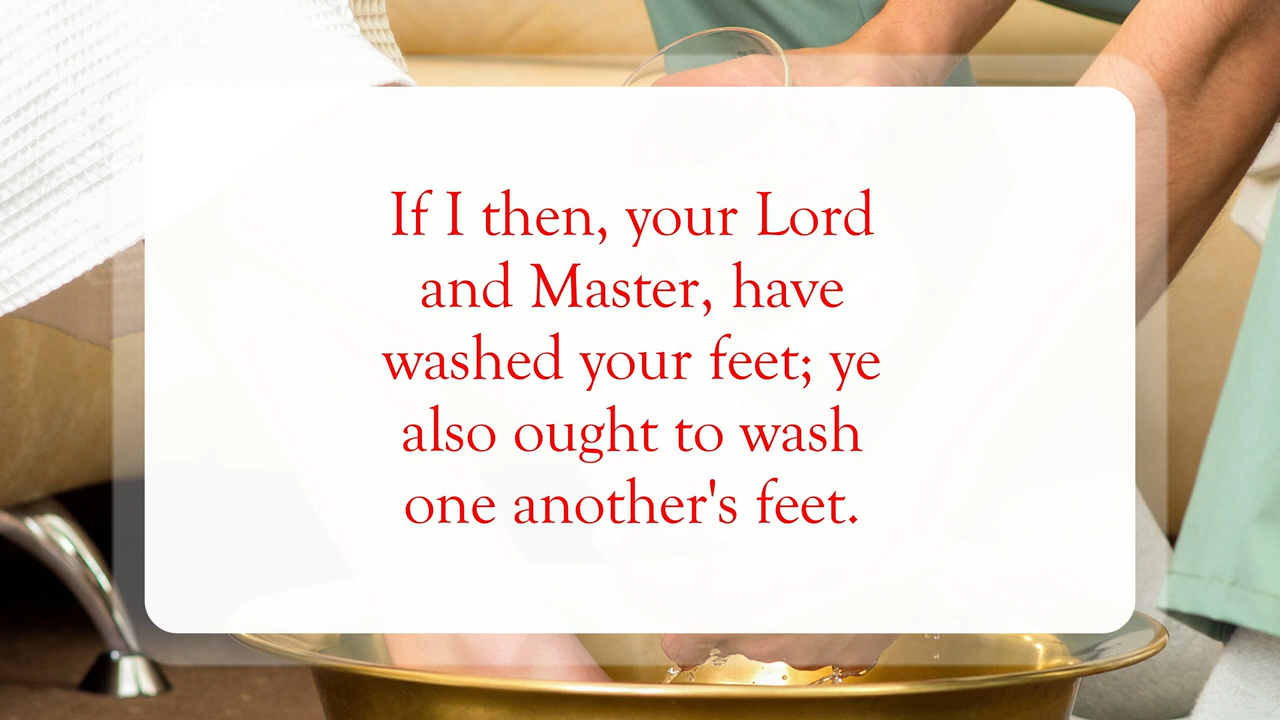 If I then, your Lord
and Master, have
washed your feet; ye
also ought to wash
one another's feet.